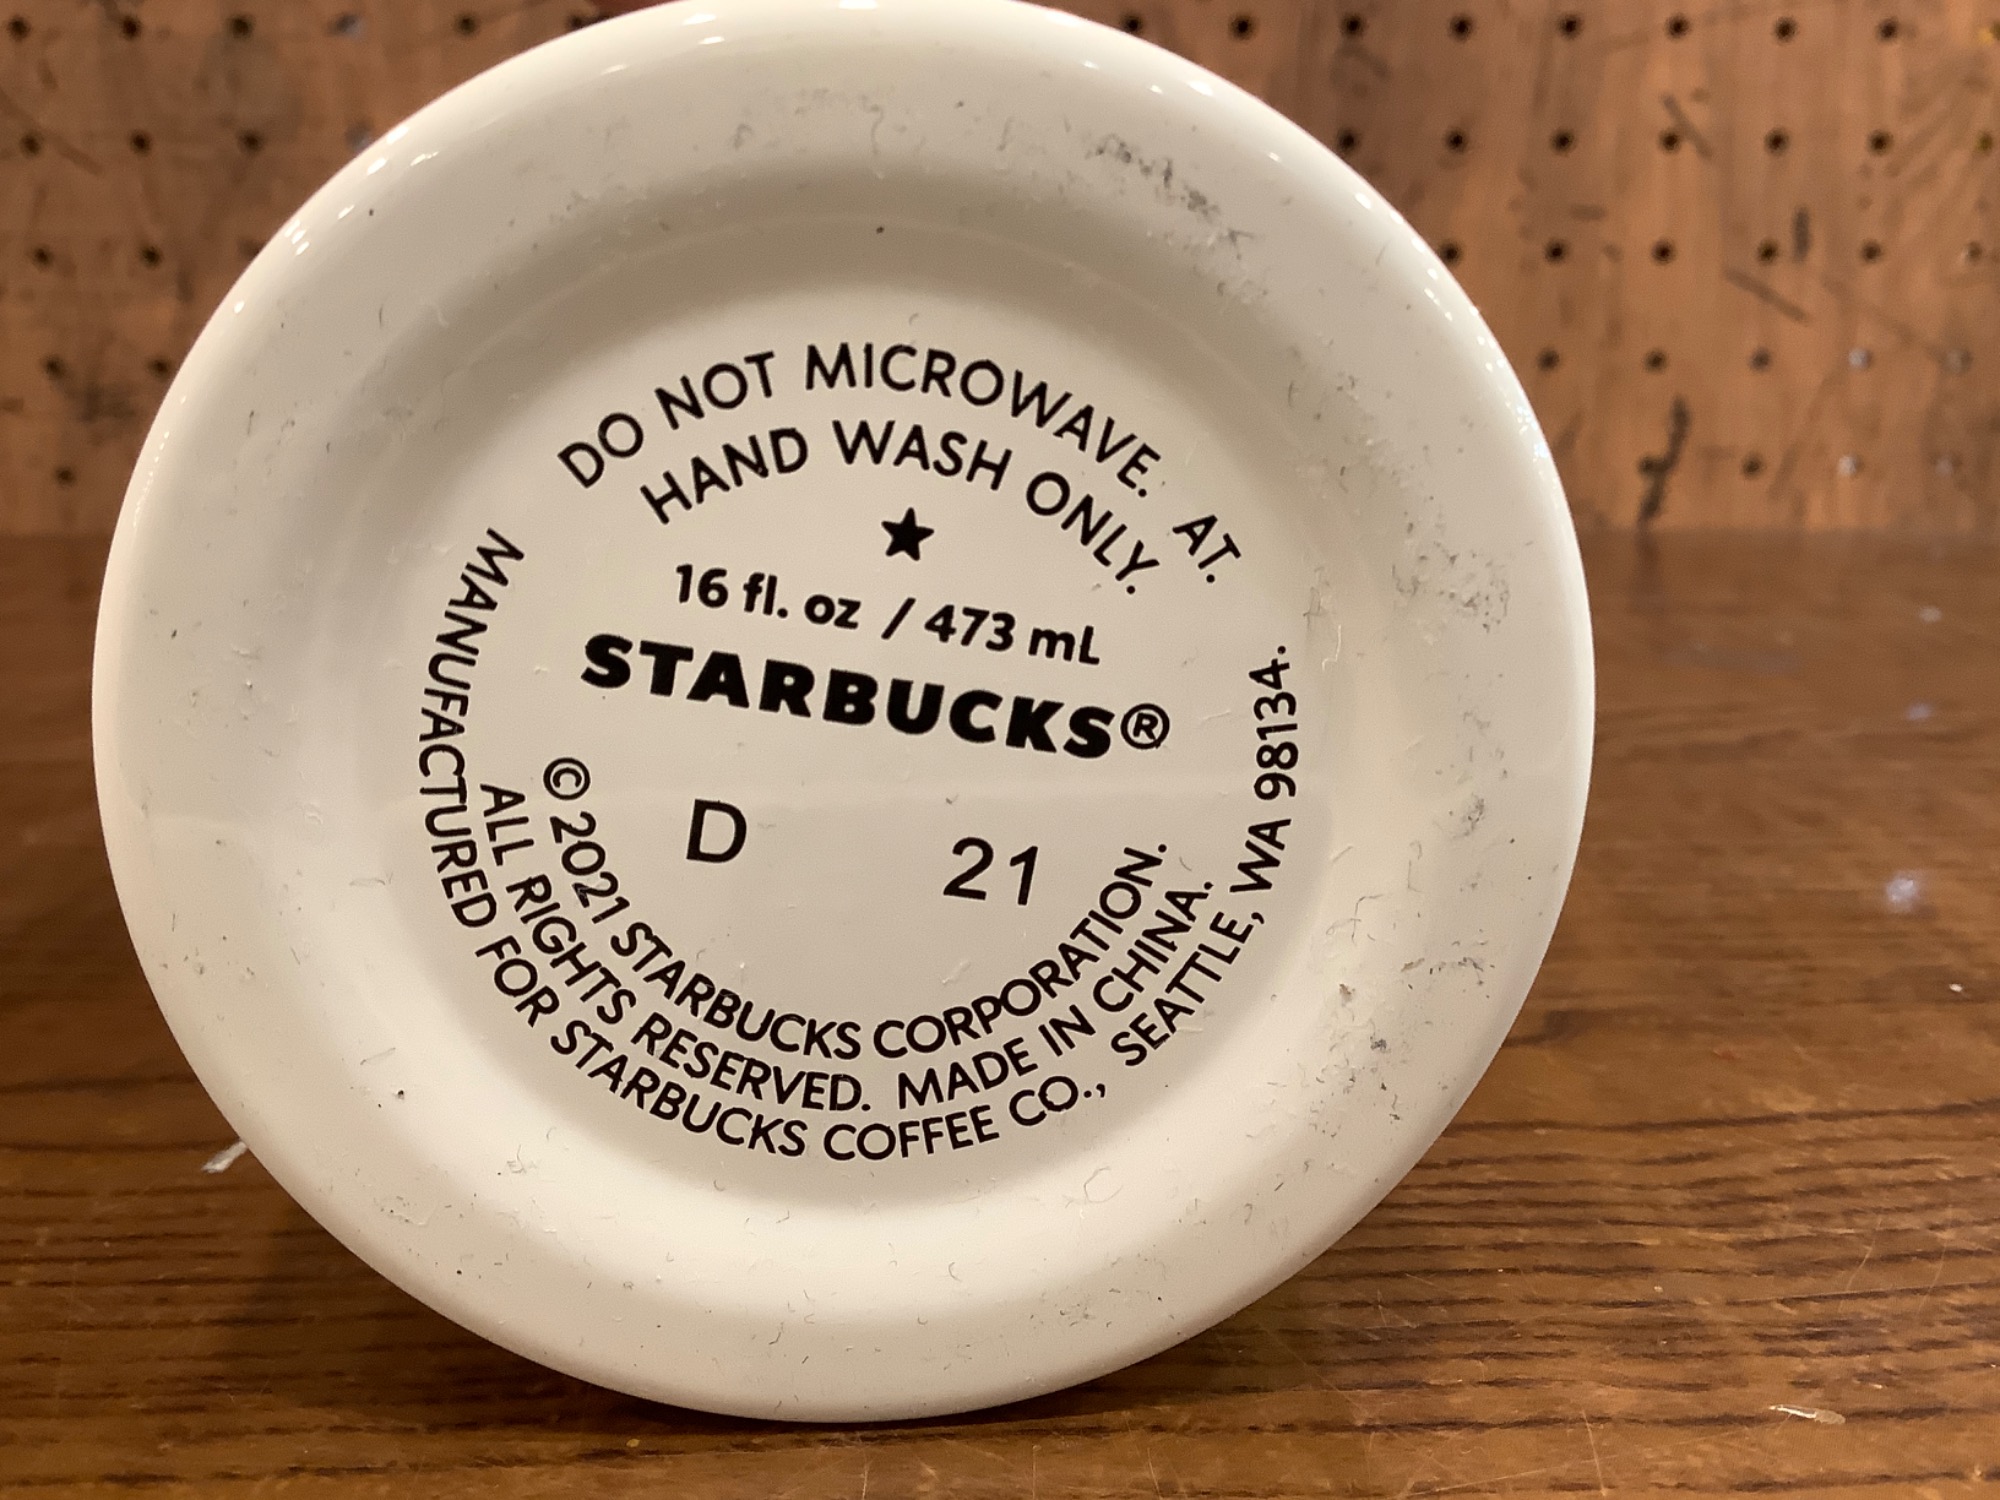 DO NOT MICROWAVE. AT.
HAND WASH ONLY.
★
16 fl. oz / 473 mL
STARBUCKS®
D 21
© 2021 STARBUCKS CORPORATION.
ALL RIGHTS RESERVED. MADE IN CHINA.
MANUFACTURED FOR STARBUCKS COFFEE CO., SEATTLE, WA 98134.